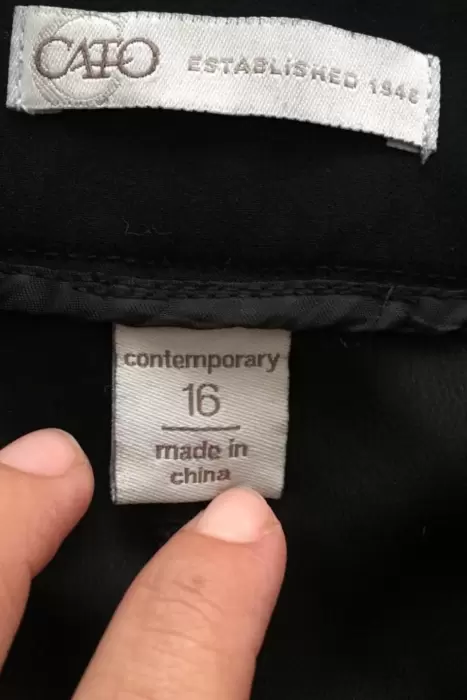 CATO ESTABLISHED 1946
contemporary
16
made in
china